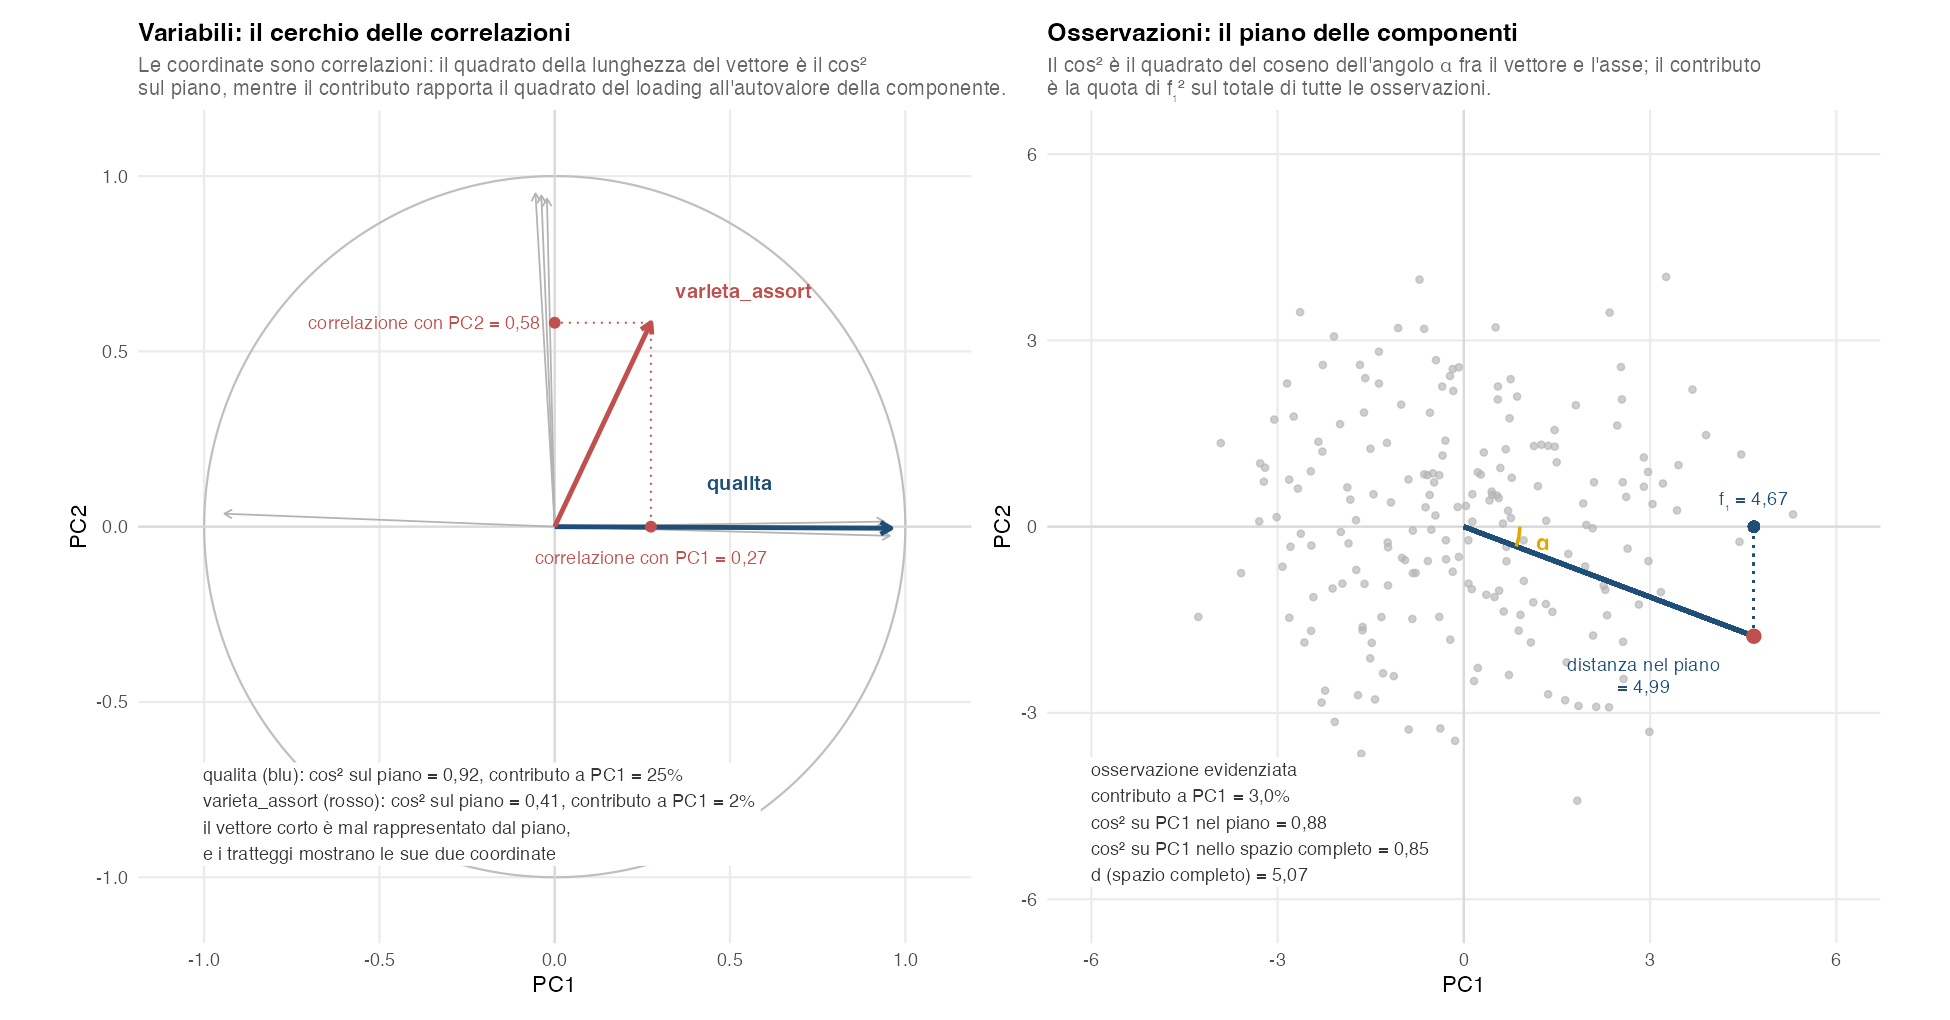 Variabili: il cerchio delle correlazioni
Le coordinate sono correlazioni: il quadrato della lunghezza del vettore è il cos²
sul piano, mentre il contributo rapporta il quadrato del loading all'autovalore della componente.
1.0
0.5
0.0
-0.5
-1.0
PC2
varieta_assort
correlazione con PC2 = 0,58
qualita
correlazione con PC1 = 0,27
qualita (blu): cos² sul piano = 0,92, contributo a PC1 = 25%
varieta_assort (rosso): cos² sul piano = 0,41, contributo a PC1 = 2%
il vettore corto è mal rappresentato dal piano,
e i tratteggi mostrano le sue due coordinate
-1.0
-0.5
0.0
0.5
1.0
PC1
Osservazioni: il piano delle componenti
Il cos² è il quadrato del coseno dell'angolo α fra il vettore e l'asse; il contributo
è la quota di f₁² sul totale di tutte le osservazioni.
6
3
0
-3
-6
PC2
f₁ = 4,67
α
distanza nel piano
= 4,99
osservazione evidenziata
contributo a PC1 = 3,0%
cos² su PC1 nel piano = 0,88
cos² su PC1 nello spazio completo = 0,85
d (spazio completo) = 5,07
-6
-3
0
3
6
PC1